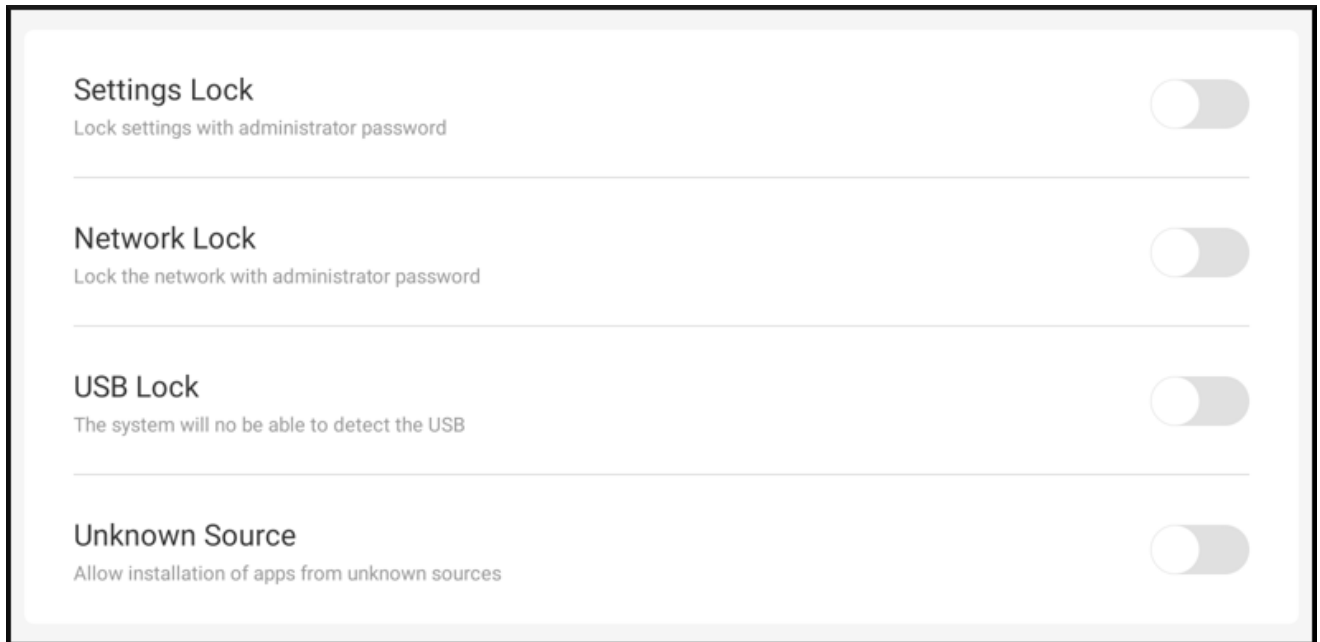 Settings Lock
Lock settings with administrator password
Network Lock
Lock the network with administrator password
USB Lock
The system will no be able to detect the USB
Unknown Source
Allow installation of apps from unknown sources